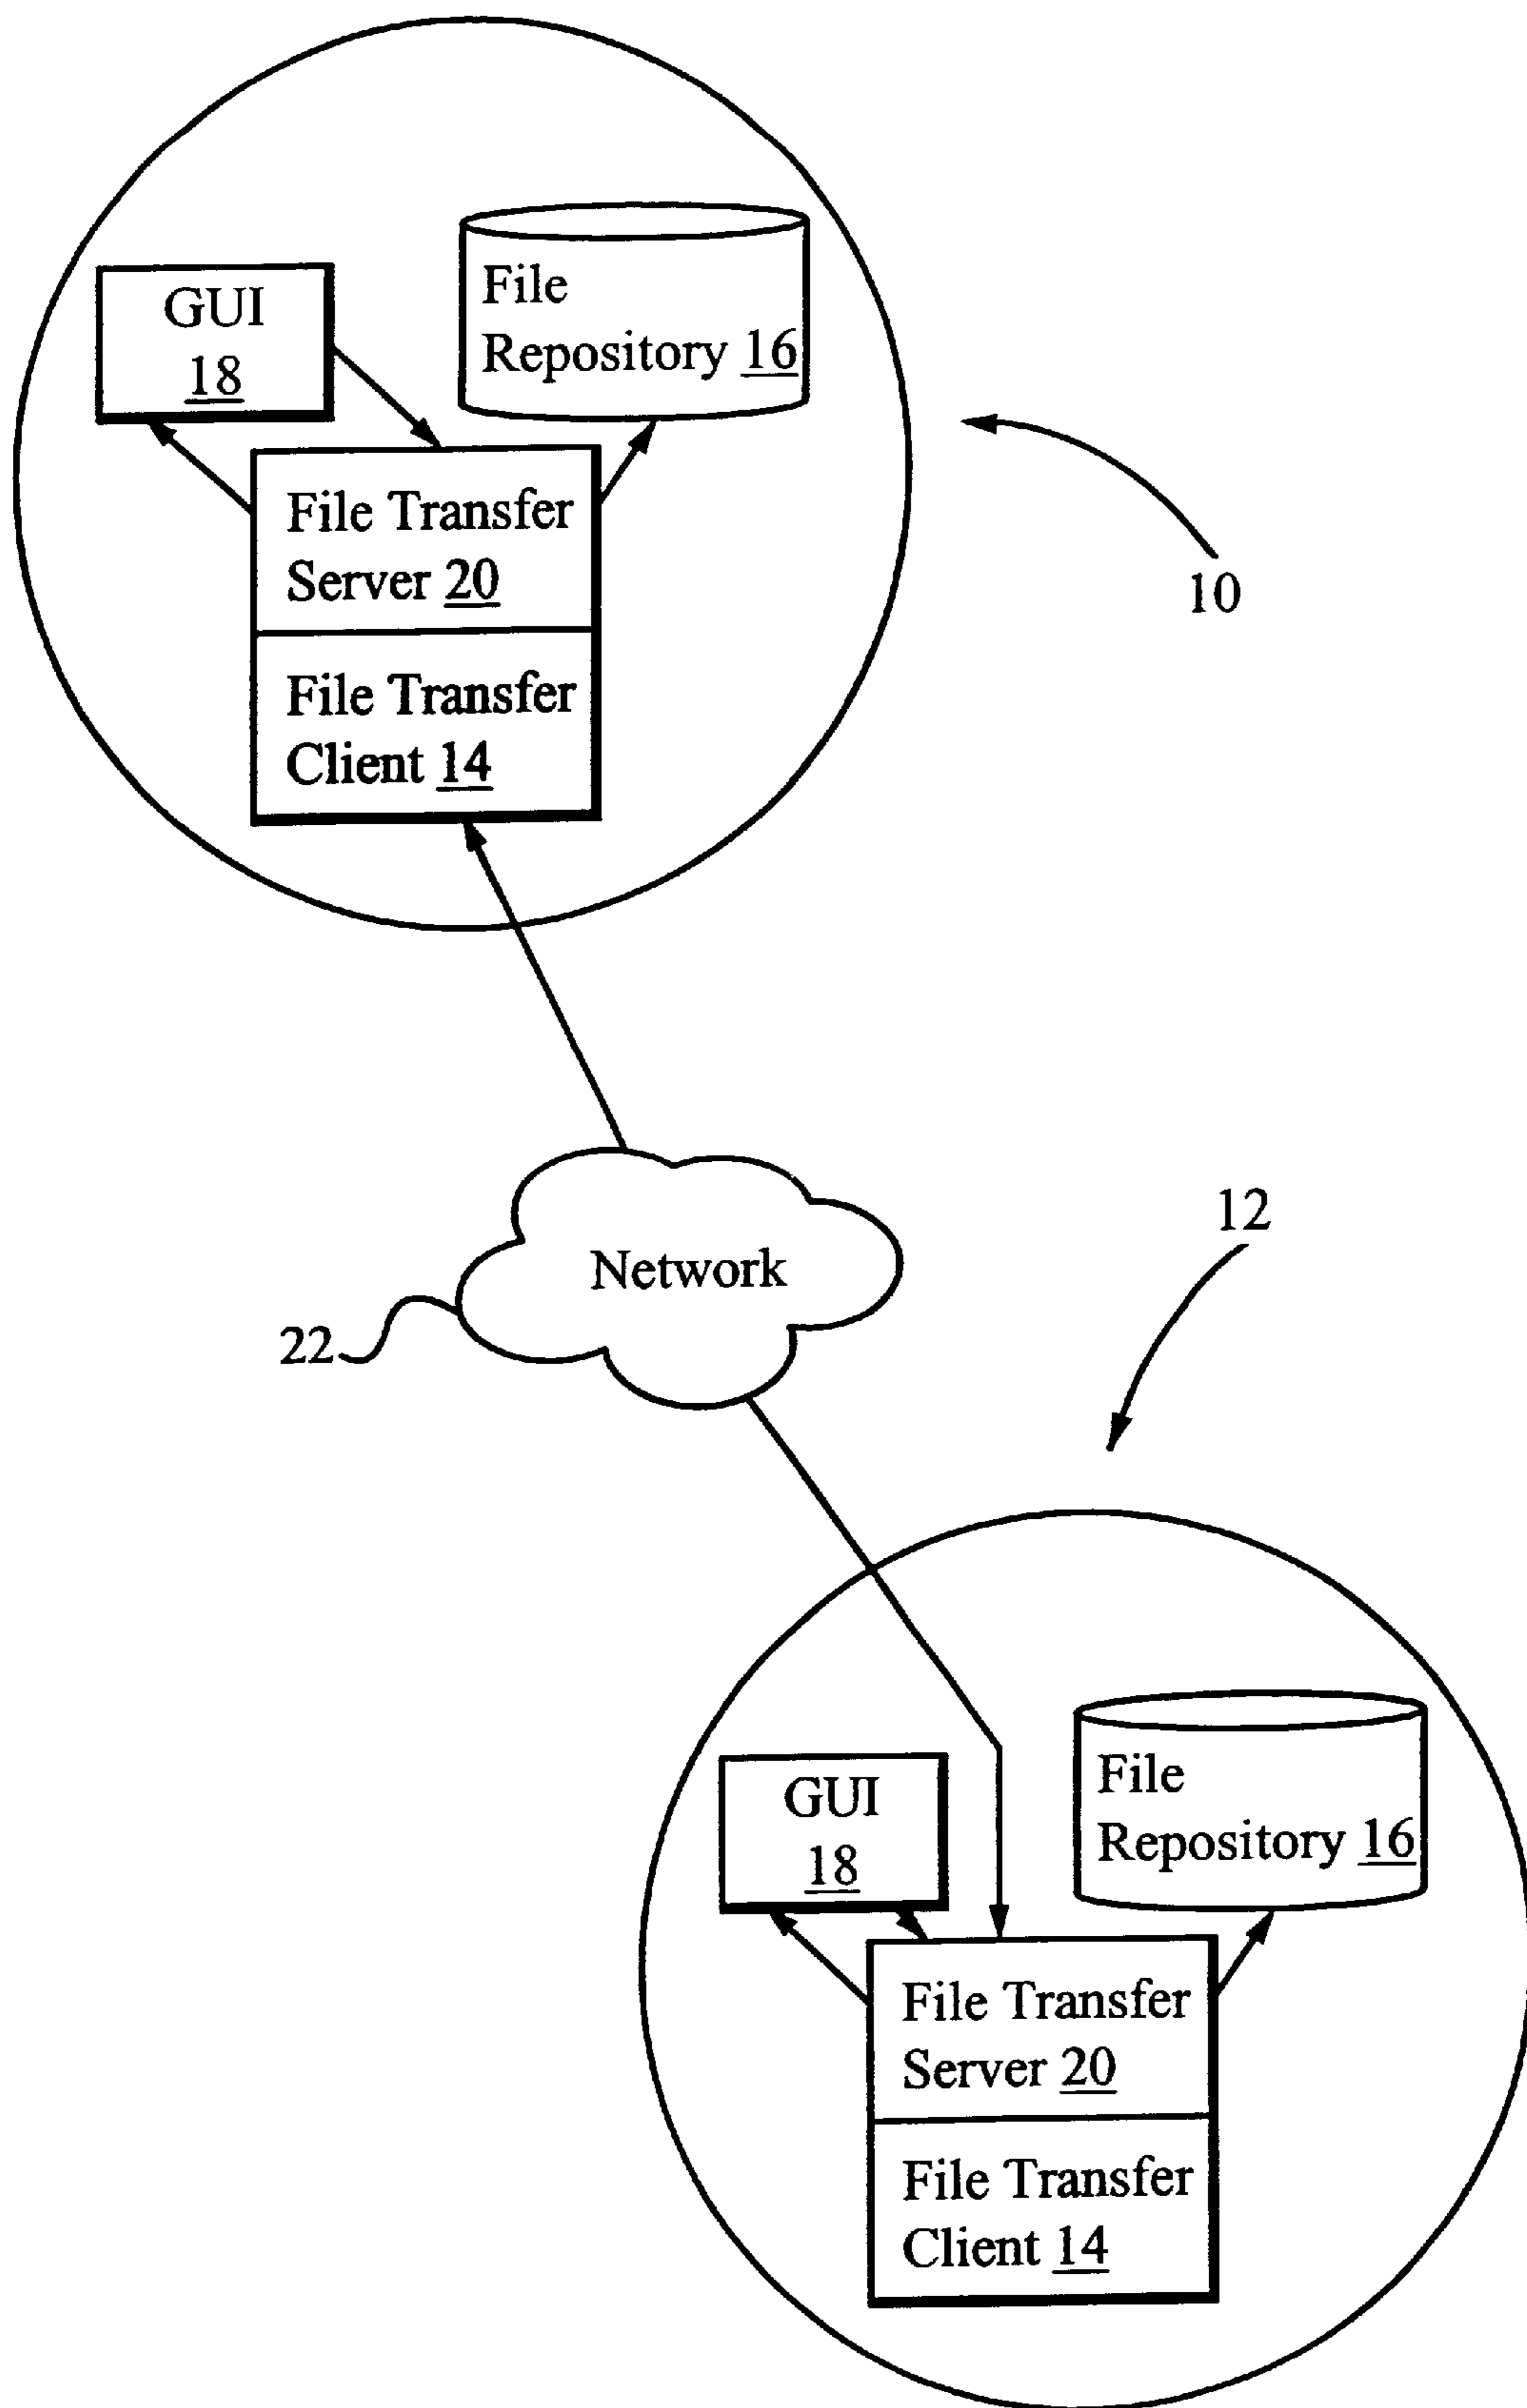 GUI
18
File
Repository 16
File Transfer
Server 20
10
File Transfer
Client 14
12
Network
22
GUI
18
File
Repository 16
File Transfer
Server 20
File Transfer
Client 14